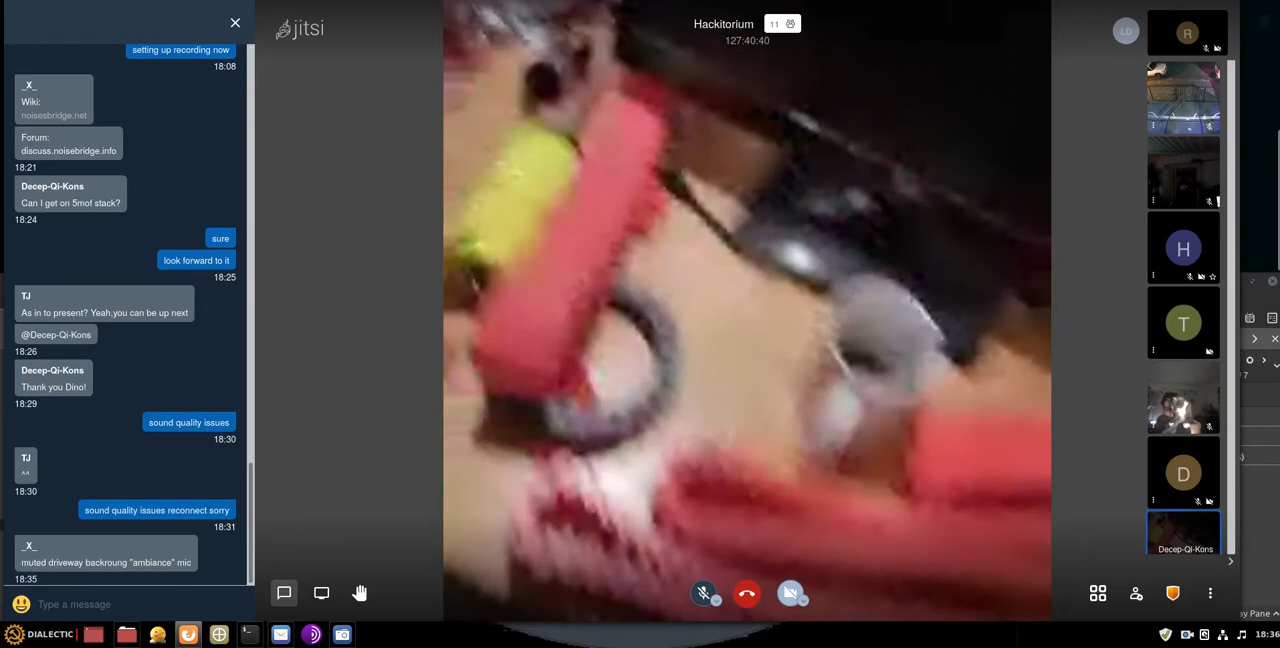 setting up recording now
18:08
_X_
Wiki:
noisebridge.net
Forum:
discuss.noisebridge.info
18:21
Decep-Qi-Kons
Can I get on 5mof stack?
18:24
sure
look forward to it
18:25
TJ
As in to present? Yeah,you can be up next
@Decep-Qi-Kons
18:26
Decep-Qi-Kons
Thank you Dino!
18:29
sound quality issues
18:30
TJ
^^
18:30
sound quality issues reconnect sorry
18:31
_X_
muted driveway backroung "ambiance" mic
18:35
Type a message
jitsi
Hackitorium
11
127:40:40
LD
R
H
T
D
Decep-Qi-Kons
ay Pane
DIALECTIC
18:36